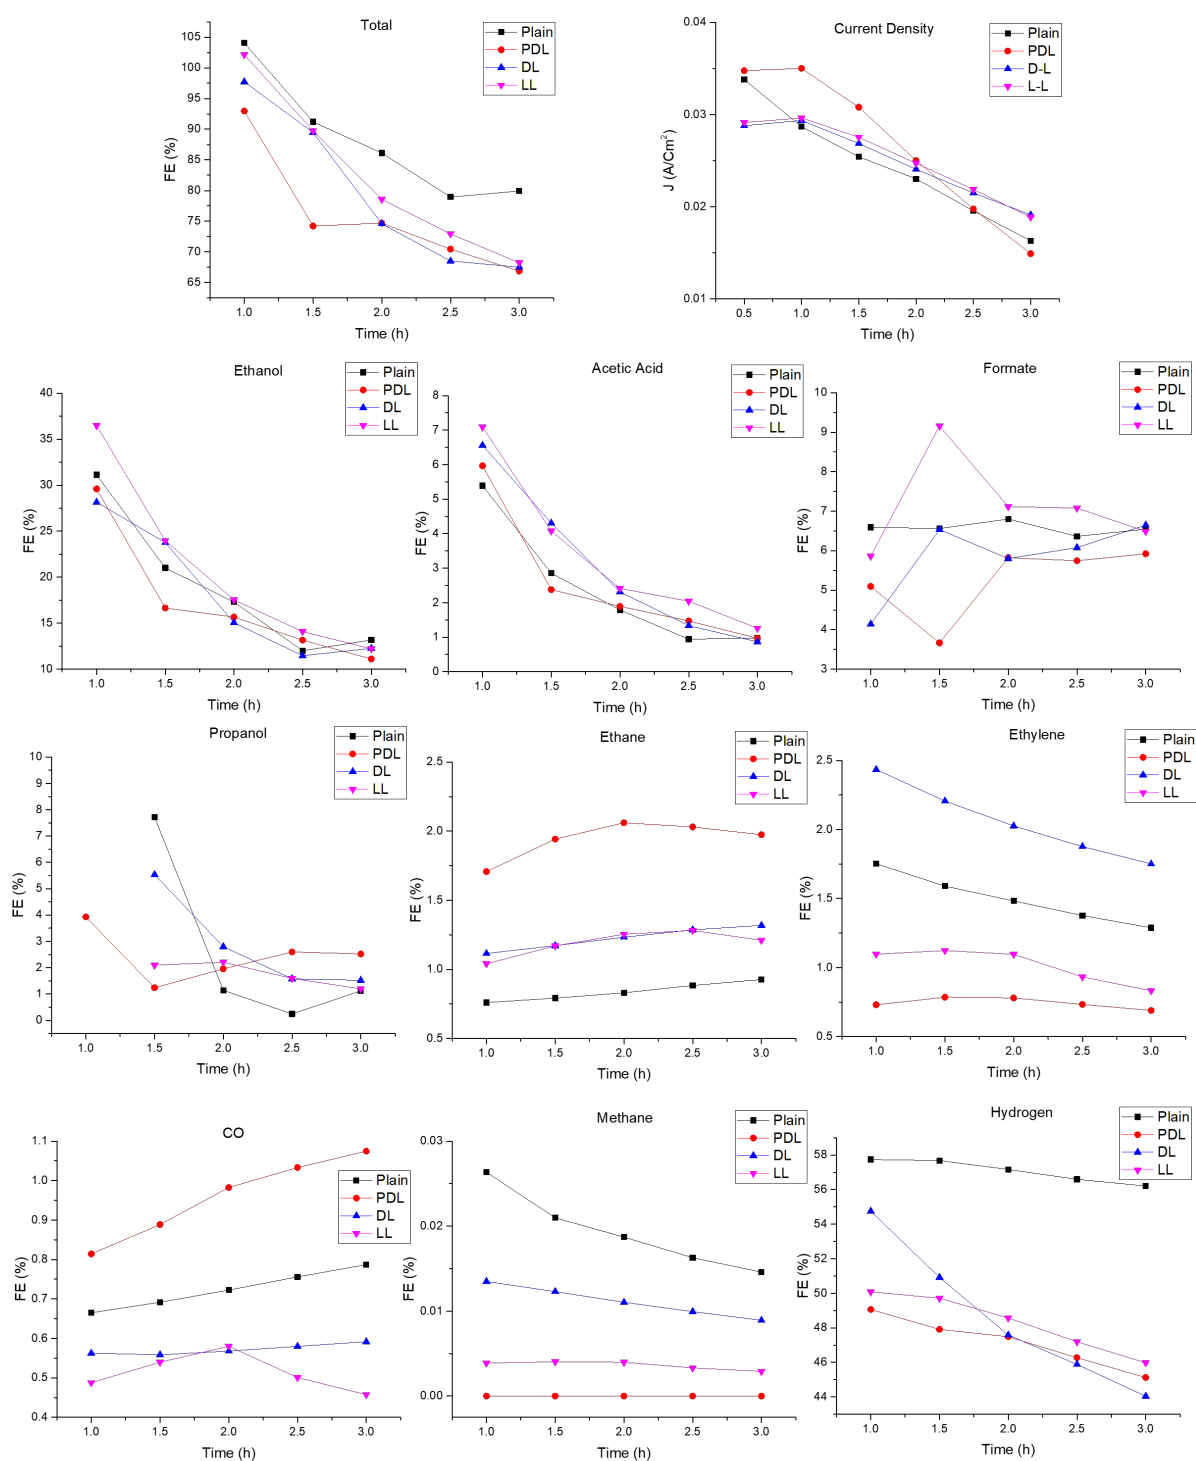 Total
Plain
PDL
DL
LL
105
100
95
90
85
80
75
70
65
FE (%)
1.0 1.5 2.0 2.5 3.0
Time (h)
Current Density
Plain
PDL
D-L
L-L
0.04
0.03
0.02
0.01
J (A/Cm²)
0.5 1.0 1.5 2.0 2.5 3.0
Time (h)
Ethanol
Plain
PDL
DL
LL
40
35
30
25
20
15
10
FE (%)
1.0 1.5 2.0 2.5 3.0
Time (h)
Acetic Acid
Plain
PDL
DL
LL
8
7
6
5
4
3
2
1
0
FE (%)
1.0 1.5 2.0 2.5 3.0
Time (h)
Formate
Plain
PDL
DL
LL
10
9
8
7
6
5
4
3
FE (%)
1.0 1.5 2.0 2.5 3.0
Time (h)
Propanol
Plain
PDL
DL
LL
10
9
8
7
6
5
4
3
2
1
0
FE (%)
1.0 1.5 2.0 2.5 3.0
Time (h)
Ethane
Plain
PDL
DL
LL
2.5
2.0
1.5
1.0
0.5
FE (%)
1.0 1.5 2.0 2.5 3.0
Time (h)
Ethylene
Plain
PDL
DL
LL
2.5
2.0
1.5
1.0
0.5
FE (%)
1.0 1.5 2.0 2.5 3.0
Time (h)
CO
Plain
PDL
DL
LL
1.1
1.0
0.9
0.8
0.7
0.6
0.5
0.4
FE (%)
1.0 1.5 2.0 2.5 3.0
Time (h)
Methane
Plain
PDL
DL
LL
0.03
0.02
0.01
0.00
FE (%)
1.0 1.5 2.0 2.5 3.0
Time (h)
Hydrogen
Plain
PDL
DL
LL
58
56
54
52
50
48
46
44
FE (%)
1.0 1.5 2.0 2.5 3.0
Time (h)